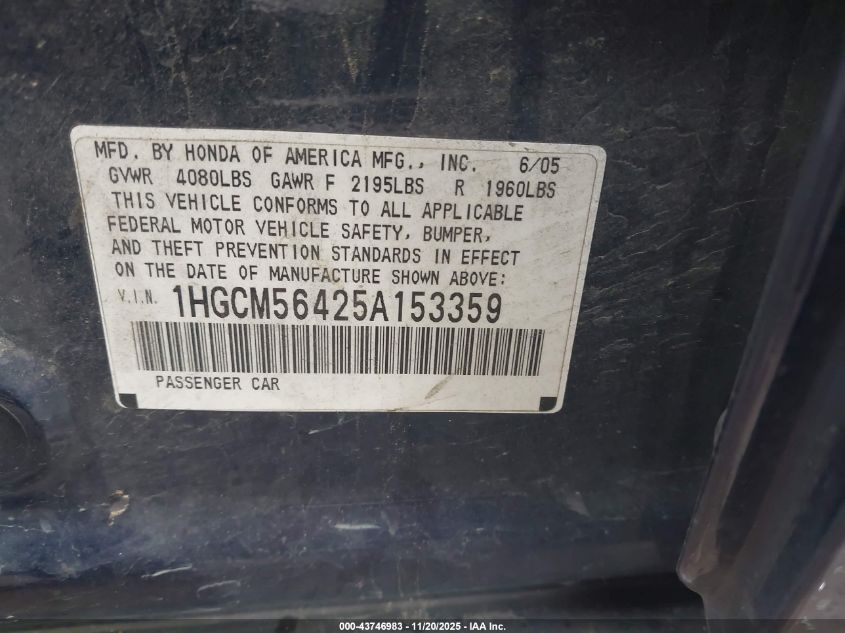 MFD. BY HONDA OF AMERICA MFG., INC. 6/05
GVWR 4080LBS GAWR F 2195LBS R 1960LBS
THIS VEHICLE CONFORMS TO ALL APPLICABLE
FEDERAL MOTOR VEHICLE SAFETY, BUMPER,
AND THEFT PREVENTION STANDARDS IN EFFECT
ON THE DATE OF MANUFACTURE SHOWN ABOVE:
V.I.N. 1HGCM56425A153359
PASSENGER CAR
000-43746983 - 11/20/2025 - IAA Inc.